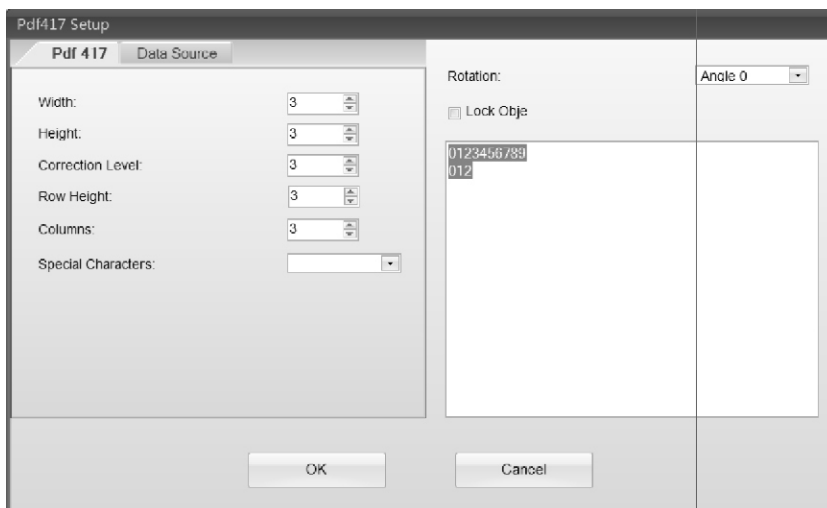 Pdf417 Setup
Pdf 417
Data Source
Width:
3
Height:
3
Correction Level:
3
Row Height:
3
Columns:
3
Special Characters:
Rotation:
Angle 0
Lock Obje
0123456789
012
OK
Cancel